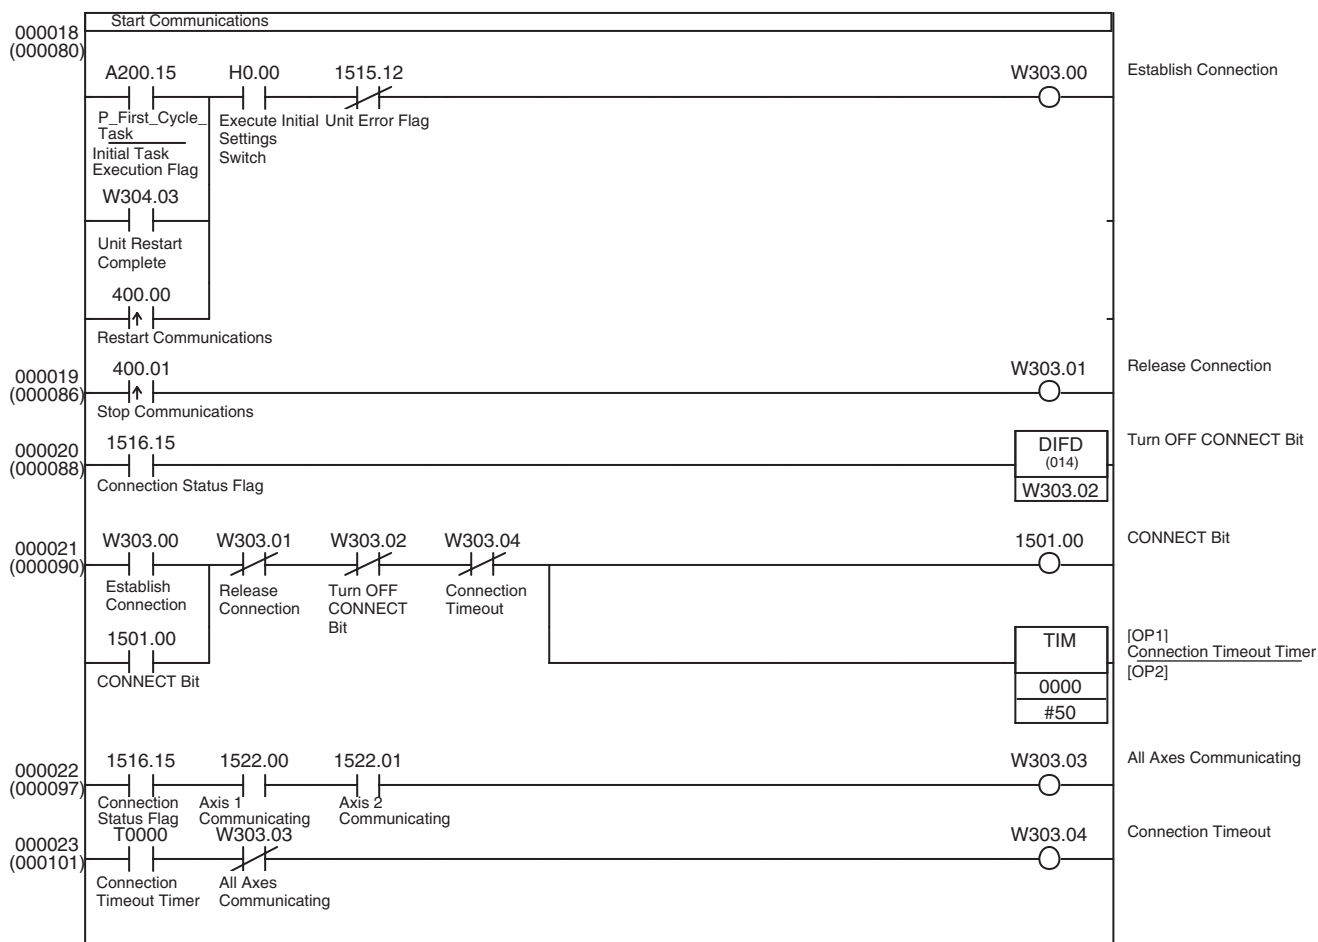 Start Communications
000018
(000080)
A200.15 H0.00 1515.12 W303.00 Establish Connection
P_First_Cycle_
Task
Initial Task
Execution Flag
Execute Initial
Settings
Switch
Unit Error Flag
W304.03
Unit Restart
Complete
400.00
Restart Communications
000019
(000086)
400.01 W303.01 Release Connection
Stop Communications
000020
(000088)
1516.15 DIFD Turn OFF CONNECT Bit
(014)
W303.02
Connection Status Flag
000021
(000090)
W303.00 W303.01 W303.02 W303.04 1501.00 CONNECT Bit
Establish
Connection
Release
Connection
Turn OFF
CONNECT
Bit
Connection
Timeout
1501.00
CONNECT Bit
TIM
0000
#50
[OP1]
Connection Timeout Timer
[OP2]
000022
(000097)
1516.15 1522.00 1522.01 W303.03 All Axes Communicating
Connection
Status Flag
Axis 1
Communicating
Axis 2
Communicating
000023
(000101)
T0000 W303.03 W303.04 Connection Timeout
Connection
Timeout Timer
All Axes
Communicating